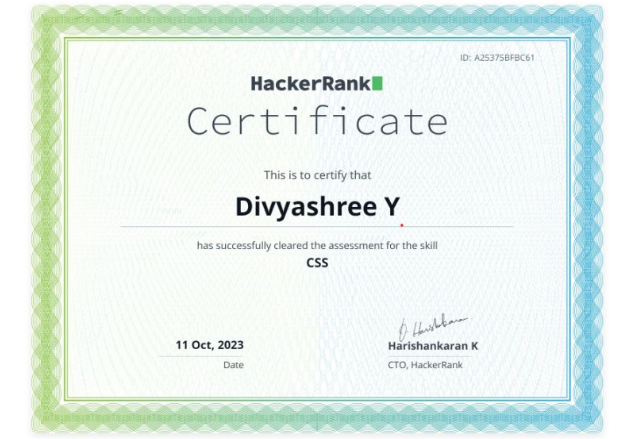 ID: A25375BFBC61
HackerRank
Certificate
This is to certify that
Divyashree Y
has successfully cleared the assessment for the skill
CSS
11 Oct, 2023
Date
Harishankaran K
CTO, HackerRank